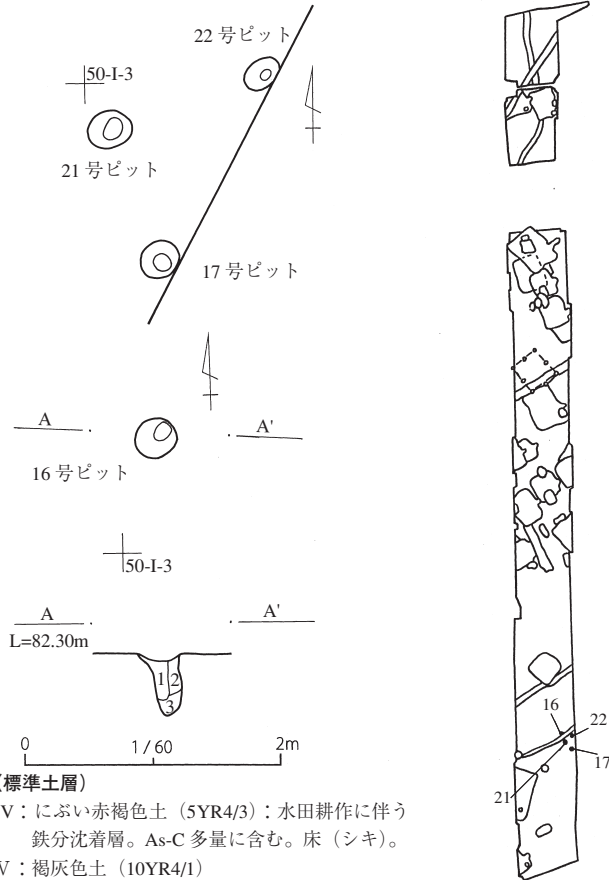 22 号ピット
50-I-3
21 号ピット
17 号ピット
A
A'
16 号ピット
50-I-3
A
A'
L=82.30m
1
2
3
0
1/60
2m
(標準土層)
V：にぶい赤褐色土（5YR4/3）：水田耕作に伴う
鉄分沈着層。As-C 多量に含む。床（シキ）。
V：褐灰色土（10YR4/1）
16
22
17
21